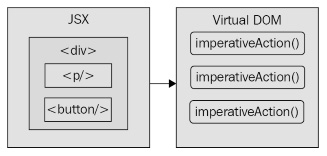 JSX
<div>
<p/>
<button/>
Virtual DOM
imperativeAction()
imperativeAction()
imperativeAction()